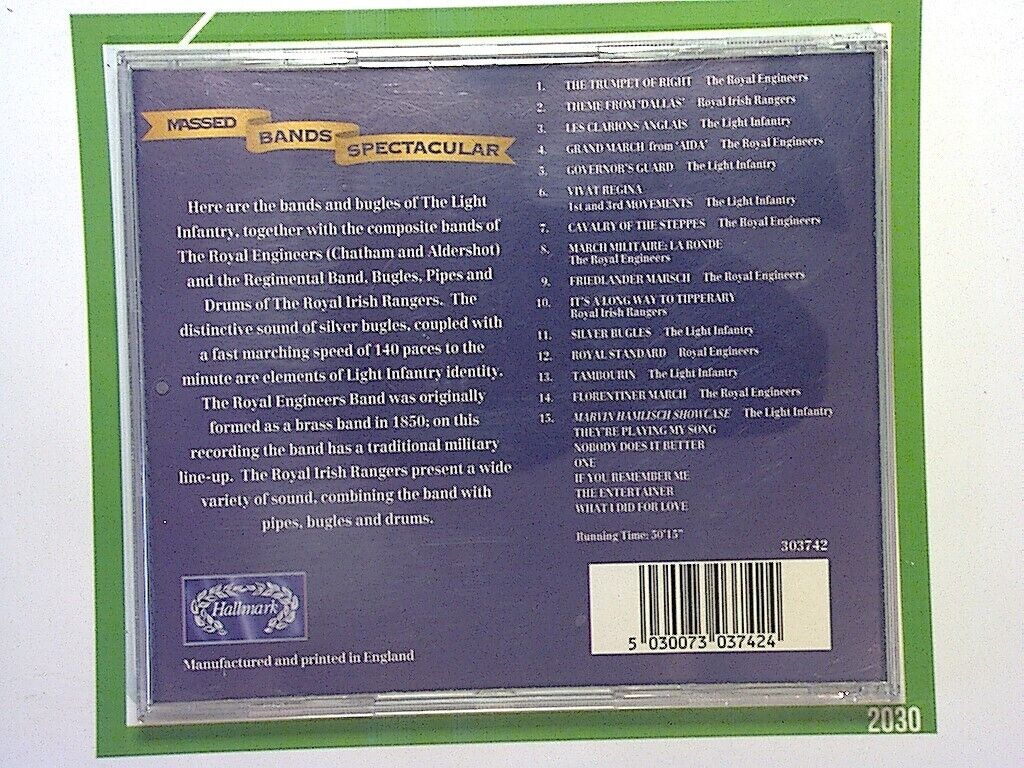 MASSED BANDS SPECTACULAR
Here are the bands and bugles of The Light
Infantry, together with the composite bands of
The Royal Engineers (Chatham and Aldershot)
and the Regimental Band, Bugles, Pipes and
Drums of The Royal Irish Rangers. The
distinctive sound of silver bugles, coupled with
a fast marching speed of 140 paces to the
minute are elements of Light Infantry identity.
The Royal Engineers Band was originally
formed as a brass band in 1850; on this
recording the band has a traditional military
line-up. The Royal Irish Rangers present a wide
variety of sound, combining the band with
pipes, bugles and drums.
Hallmark
Manufactured and printed in England
1. THE TRUMPET OF RIGHT The Royal Engineers
2. THEME FROM 'DALLAS' Royal Irish Rangers
3. LES CLARIONS ANGLAIS The Light Infantry
4. GRAND MARCH from 'AIDA' The Royal Engineers
5. GOVERNOR'S GUARD The Light Infantry
6. VIVAT REGINA
1st and 3rd MOVEMENTS The Light Infantry
7. CAVALRY OF THE STEPPES The Royal Engineers
8. MARCH MILITAIRE: LA RONDE
The Royal Engineers
9. FRIEDLANDER MARSCH The Royal Engineers
10. IT'S A LONG WAY TO TIPPERARY
Royal Irish Rangers
11. SILVER BUGLES The Light Infantry
12. ROYAL STANDARD Royal Engineers
13. TAMBOURIN The Light Infantry
14. FLORENTINER MARCH The Royal Engineers
15. MARVIN HAMLISCH SHOWCASE The Light Infantry
THEY'RE PLAYING MY SONG
NOBODY DOES IT BETTER
ONE
IF YOU REMEMBER ME
THE ENTERTAINER
WHAT I DID FOR LOVE
Running Time: 50'15"
303742
5 030073 037424
2030